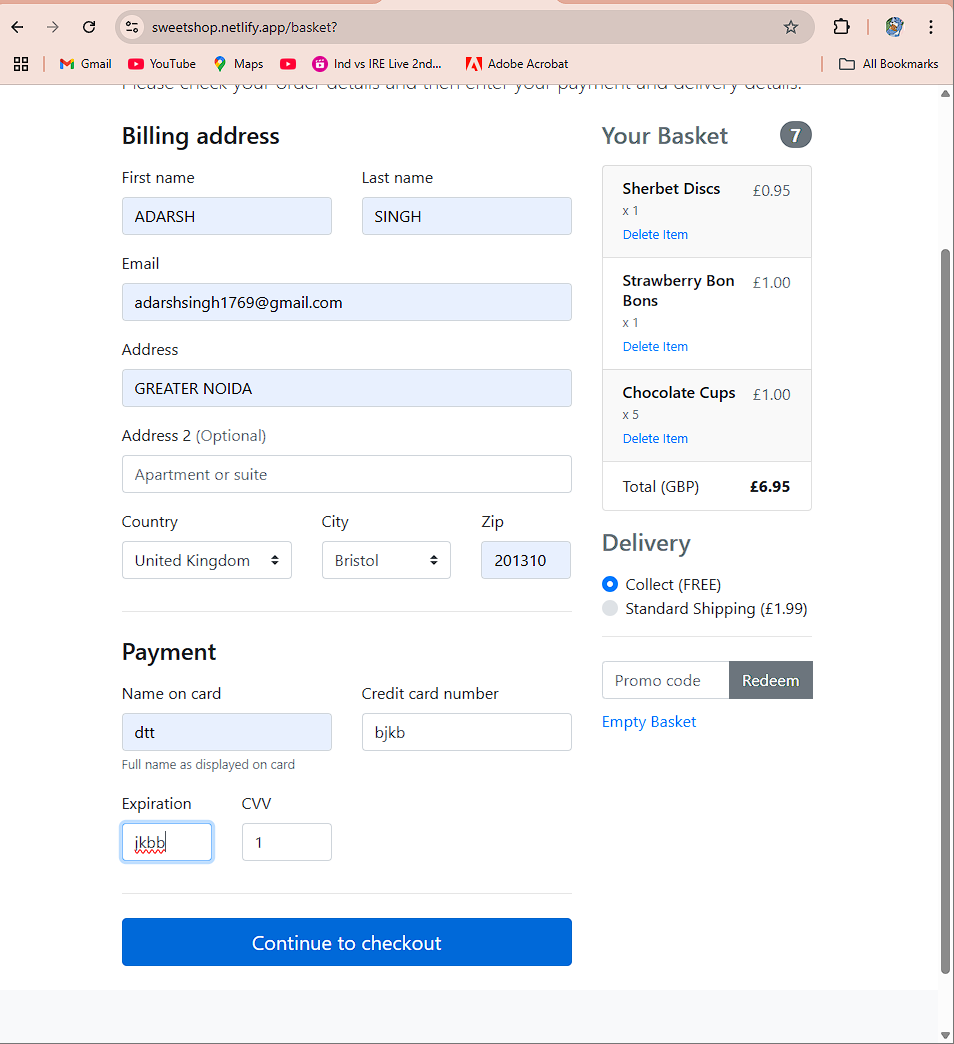 sweetshop.netlify.app/basket?
Gmail
YouTube
Maps
Ind vs IRE Live 2nd...
Adobe Acrobat
All Bookmarks
Please check your order details and then enter your payment and delivery details.
Billing address
First name
Last name
ADARSH
SINGH
Email
adarshsingh1769@gmail.com
Address
GREATER NOIDA
Address 2 (Optional)
Apartment or suite
Country
City
Zip
United Kingdom
Bristol
201310
Payment
Name on card
Credit card number
dtt
bjkb
Full name as displayed on card
Expiration
CVV
jkbb
1
Continue to checkout
Your Basket
7
Sherbet Discs
£0.95
x 1
Delete Item
Strawberry Bon
Bons
£1.00
x 1
Delete Item
Chocolate Cups
£1.00
x 5
Delete Item
Total (GBP)
£6.95
Delivery
Collect (FREE)
Standard Shipping (£1.99)
Promo code
Redeem
Empty Basket